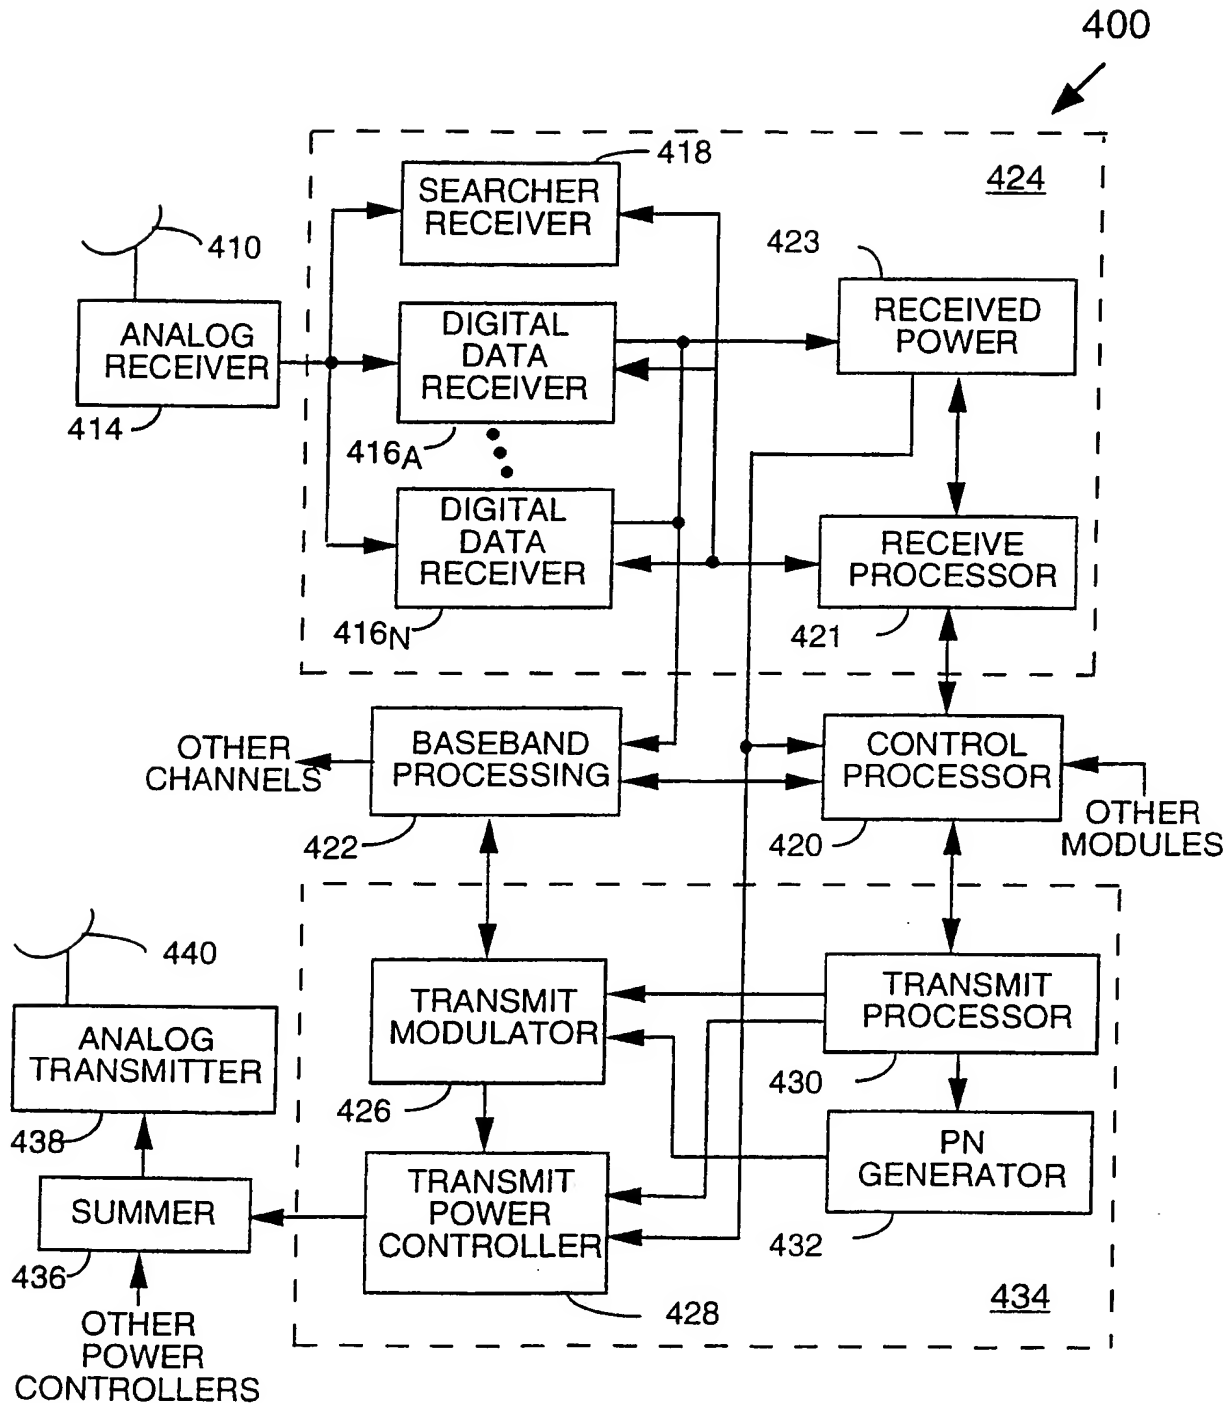 400
418
SEARCHER
RECEIVER
424
410
423
ANALOG
RECEIVER
414
DIGITAL
DATA
RECEIVER
RECEIVED
POWER
416A
DIGITAL
DATA
RECEIVER
RECEIVE
PROCESSOR
416N
421
OTHER
CHANNELS
BASEBAND
PROCESSING
CONTROL
PROCESSOR
422
420
OTHER
MODULES
440
TRANSMIT
MODULATOR
TRANSMIT
PROCESSOR
ANALOG
TRANSMITTER
426
430
438
PN
GENERATOR
SUMMER
TRANSMIT
POWER
CONTROLLER
432
436
428
434
OTHER
POWER
CONTROLLERS